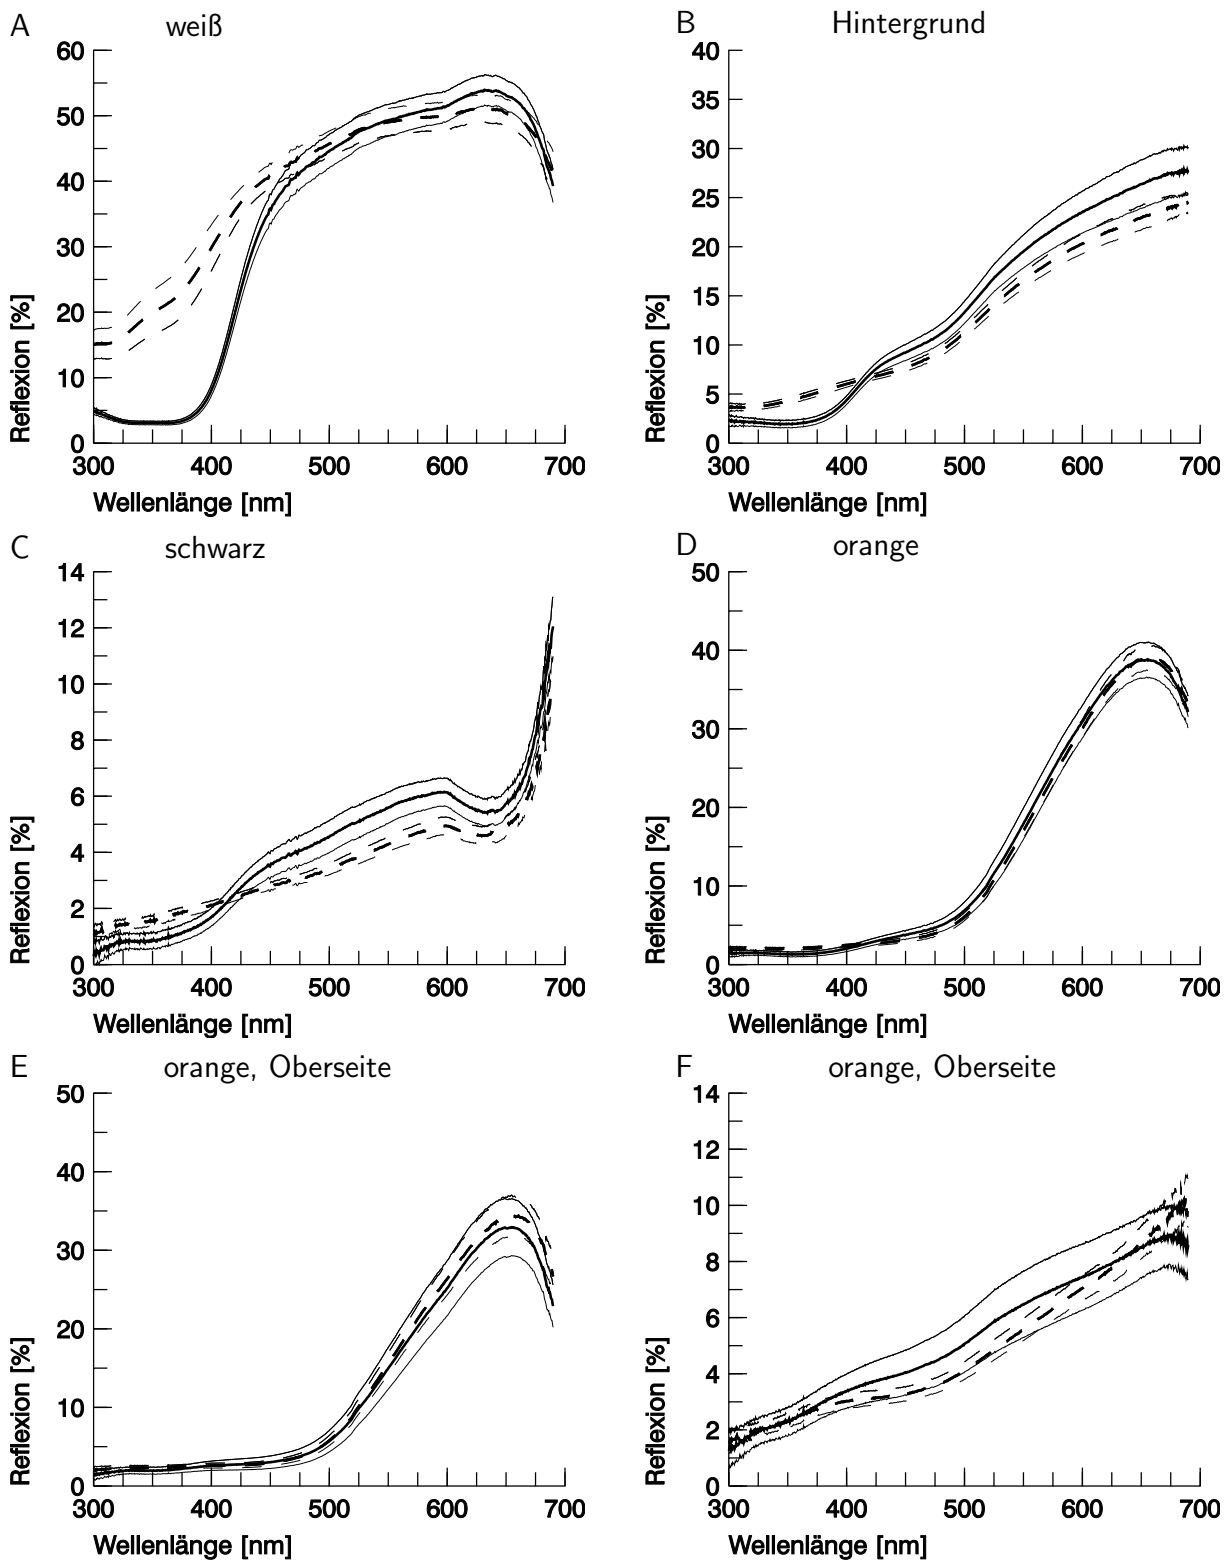 A weiß
60
50
40
30
20
10
0
Reflexion [%]
300 400 500 600 700
Wellenlänge [nm]
B Hintergrund
40
35
30
25
20
15
10
5
0
Reflexion [%]
300 400 500 600 700
Wellenlänge [nm]
C schwarz
14
12
10
8
6
4
2
0
Reflexion [%]
300 400 500 600 700
Wellenlänge [nm]
D orange
50
40
30
20
10
0
Reflexion [%]
300 400 500 600 700
Wellenlänge [nm]
E orange, Oberseite
50
40
30
20
10
0
Reflexion [%]
300 400 500 600 700
Wellenlänge [nm]
F orange, Oberseite
14
12
10
8
6
4
2
0
Reflexion [%]
300 400 500 600 700
Wellenlänge [nm]